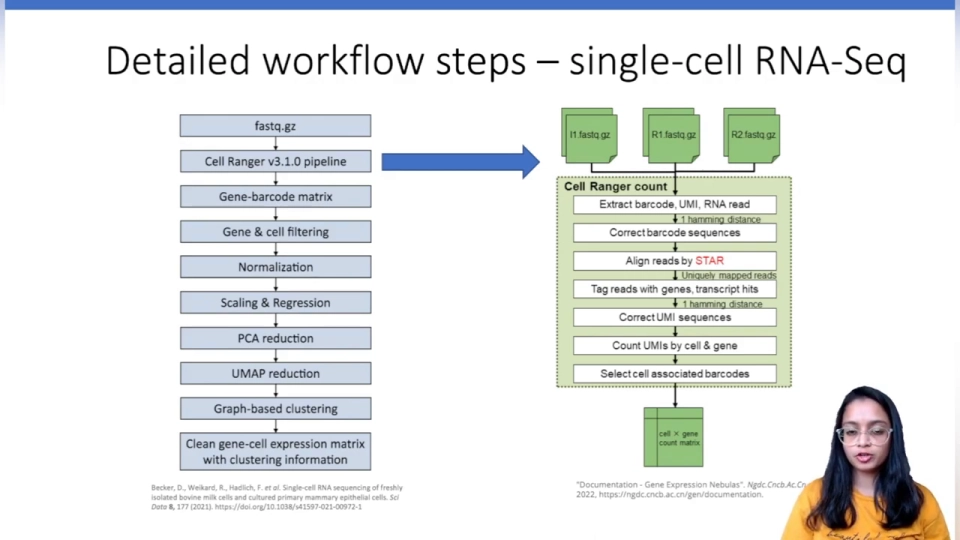 Detailed workflow steps – single-cell RNA-Seq
fastq.gz
Cell Ranger v3.1.0 pipeline
Gene-barcode matrix
Gene & cell filtering
Normalization
Scaling & Regression
PCA reduction
UMAP reduction
Graph-based clustering
Clean gene-cell expression matrix
with clustering information
Becker, D., Weikard, R., Hadlich, F. et al. Single-cell RNA sequencing of freshly
isolated bovine milk cells and cultured primary mammary epithelial cells. Sci
Data 8, 177 (2021). https://doi.org/10.1038/s41597-021-00972-1
I1.fastq.gz
R1.fastq.gz
R2.fastq.gz
Cell Ranger count
Extract barcode, UMI, RNA read
1 hamming distance
Correct barcode sequences
Align reads by STAR
Uniquely mapped reads
Tag reads with genes, transcript hits
1 hamming distance
Correct UMI sequences
Count UMIs by cell & gene
Select cell associated barcodes
cell × gene
count matrix
"Documentation - Gene Expression Nebulas". Ngdc.Cncb.Ac.Cn
2022, https://ngdc.cncb.ac.cn/gen/documentation.